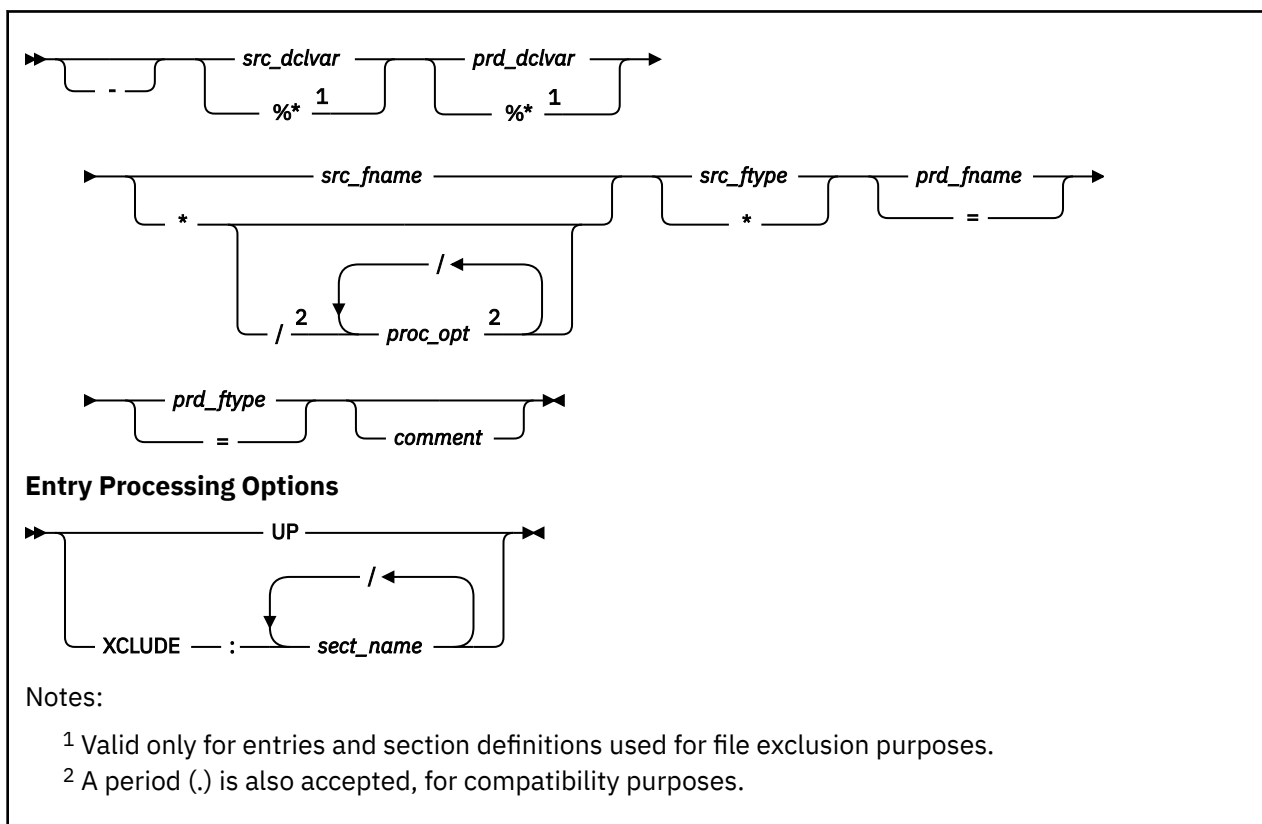 src_dclvar prd_dclvar
- %* 1 %* 1
src_fname src_ftype prd_fname
* * =
/
/ 2 proc_opt 2
prd_ftype
= comment
Entry Processing Options
UP
/
XCLUDE : sect_name
Notes:
1 Valid only for entries and section definitions used for file exclusion purposes.
2 A period (.) is also accepted, for compatibility purposes.